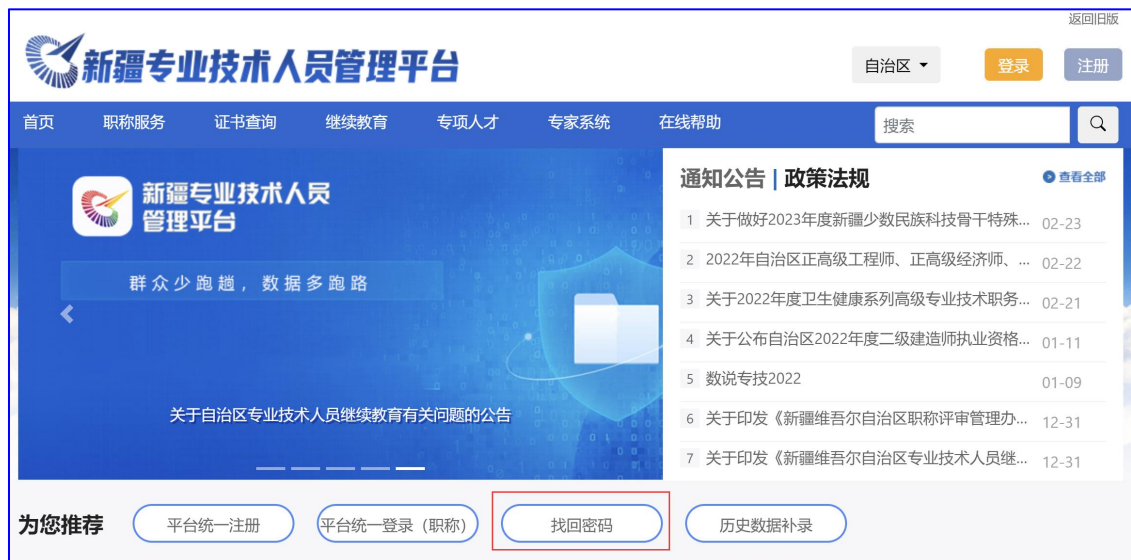 返回旧版
新疆专业技术人员管理平台
自治区
登录
注册
首页 职称服务 证书查询 继续教育 专项人才 专家系统 在线帮助
搜索
新疆专业技术人员
管理平台
群众少跑趟，数据多跑路
关于自治区专业技术人员继续教育有关问题的公告
通知公告 | 政策法规
查看全部
1 关于做好2023年度新疆少数民族科技骨干特殊... 02-23
2 2022年自治区正高级工程师、正高级经济师、... 02-22
3 关于2022年度卫生健康系列高级专业技术职务... 02-21
4 关于公布自治区2022年度二级建造师执业资格... 01-11
5 数说专技2022 01-09
6 关于印发《新疆维吾尔自治区职称评审管理办... 12-31
7 关于印发《新疆维吾尔自治区专业技术人员继... 12-31
为您推荐 平台统一注册 平台统一登录（职称） 找回密码 历史数据补录